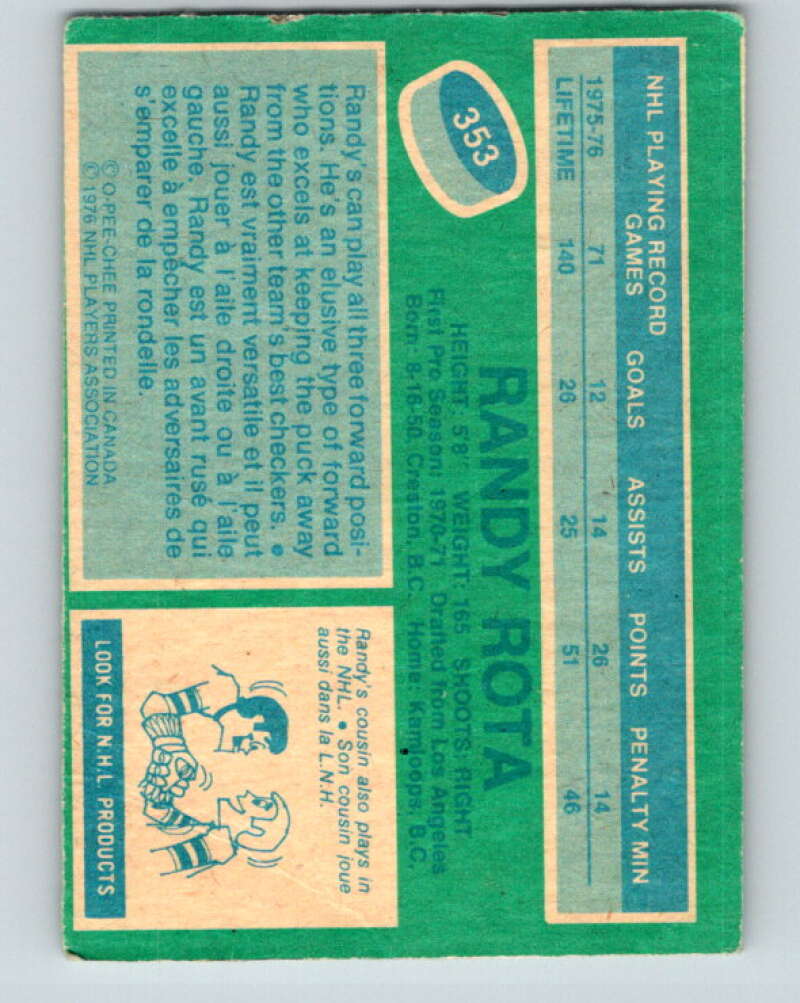 NHL PLAYING RECORD
GAMES GOALS ASSISTS POINTS PENALTY MIN
1975-76 71 12 14 26 14
LIFETIME 140 26 25 51 46
353
RANDY ROTA
HEIGHT: 5'8" WEIGHT: 165 SHOOTS: RIGHT
First Pro Season: 1970-71 Drafted from Los Angeles
Born: 8-16-50, Creston, B.C. Home: Kamloops, B.C.
Randy's can play all three forward posi-
tions. He's an elusive type of forward
who excels at keeping the puck away
from the other team's best checkers. •
Randy est vraiment versatile et il peut
aussi jouer à l'aile droite ou à l'aile
gauche. Randy est un avant rusé qui
excelle à empêcher les adversaires de
s'emparer de la rondelle.
© O-PEE-CHEE PRINTED IN CANADA
© 1976 NHL PLAYERS ASSOCIATION
Randy's cousin also plays in
the NHL. • Son cousin joue
aussi dans la L.N.H.
LOOK FOR N.H.L. PRODUCTS